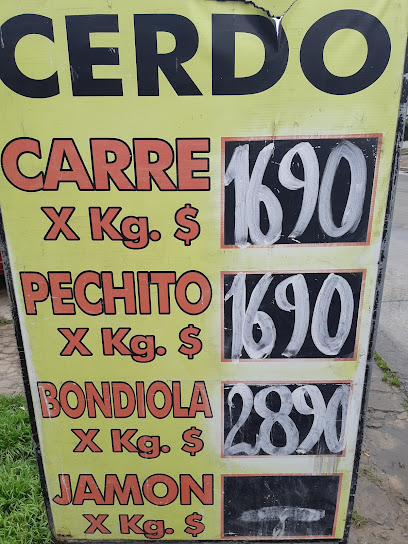 CERDO
CARRE 1690
X Kg. $
PECHITO 1690
X Kg. $
BONDIOLA 2890
X Kg. $
JAMON -
X Kg. $